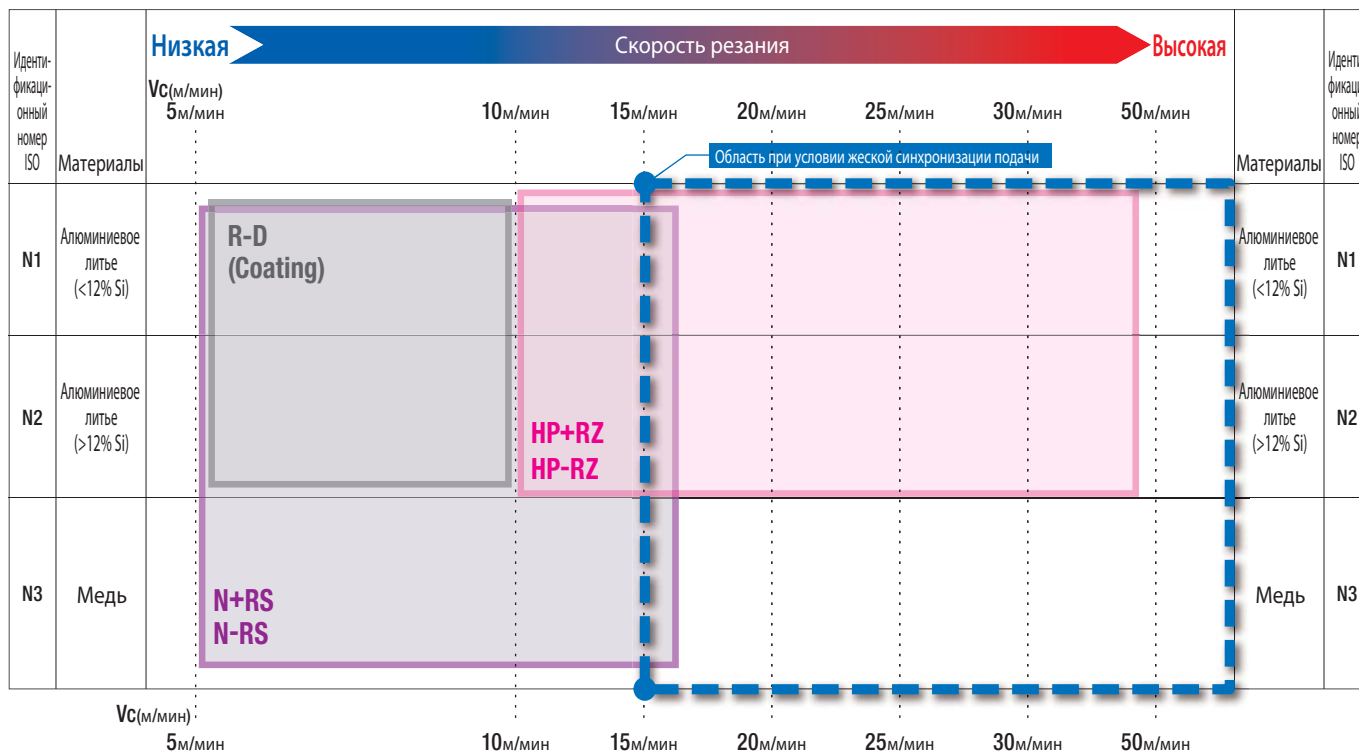 Низкая
Скорость резания
Высокая
Иденти-
фикаци-
онный
номер
ISO
Материалы
Vc(м/мин)
5м/мин
10м/мин
15м/мин
20м/мин
25м/мин
30м/мин
50м/мин
Область при условии жеской синхронизации подачи
Материалы
Иденти
фикаци
онный
номер
ISO
N1
Алюминиевое
литье
(<12% Si)
R-D
(Coating)
Алюминиевое
литье
(<12% Si)
N1
N2
Алюминиевое
литье
(>12% Si)
HP+RZ
HP-RZ
Алюминиевое
литье
(>12% Si)
N2
N3
Медь
N+RS
N-RS
Медь
N3
Vc(м/мин)
5м/мин
10м/мин
15м/мин
20м/мин
25м/мин
30м/мин
50м/мин